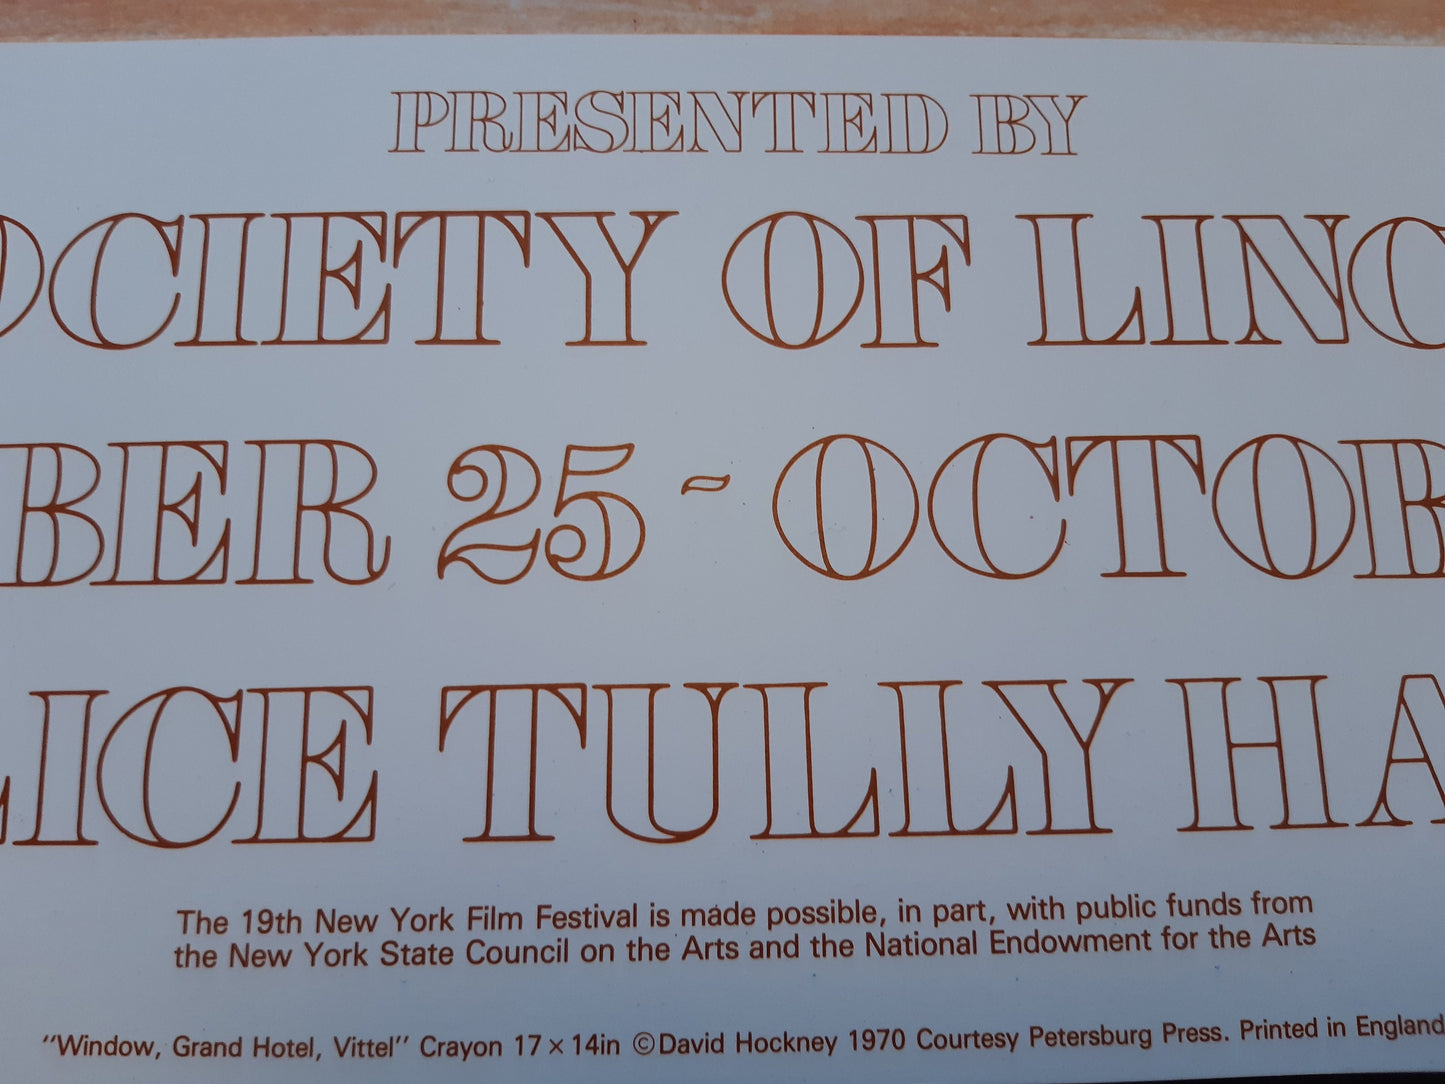 PRESENTED BY
OCIETY OF LINC
BER 25 - OCTOB
LICE TULLY HA
The 19th New York Film Festival is made possible, in part, with public funds from
the New York State Council on the Arts and the National Endowment for the Arts
"Window, Grand Hotel, Vittel" Crayon 17 × 14in ©David Hockney 1970 Courtesy Petersburg Press. Printed in England